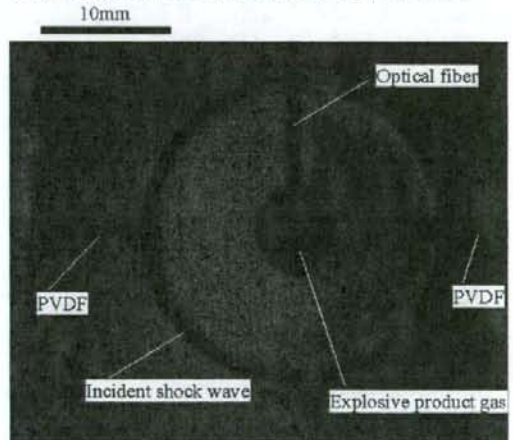 10mm
Optical fiber
PVDF
PVDF
Incident shock wave
Explosive product gas